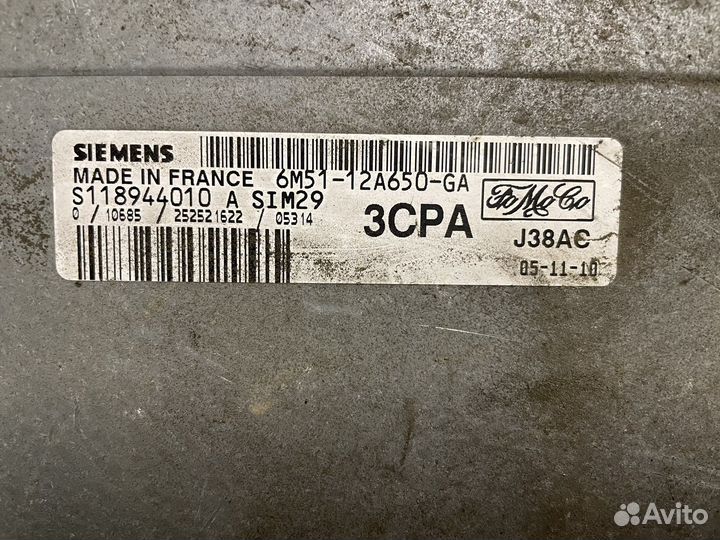 SIEMENS
MADE IN FRANCE 6M51-12A650-GA
S118944010 A SIM29
0 / 10685 / 252521622 / 05314
3CPA
FoMoCo
J38AC
05-11-10
Avito